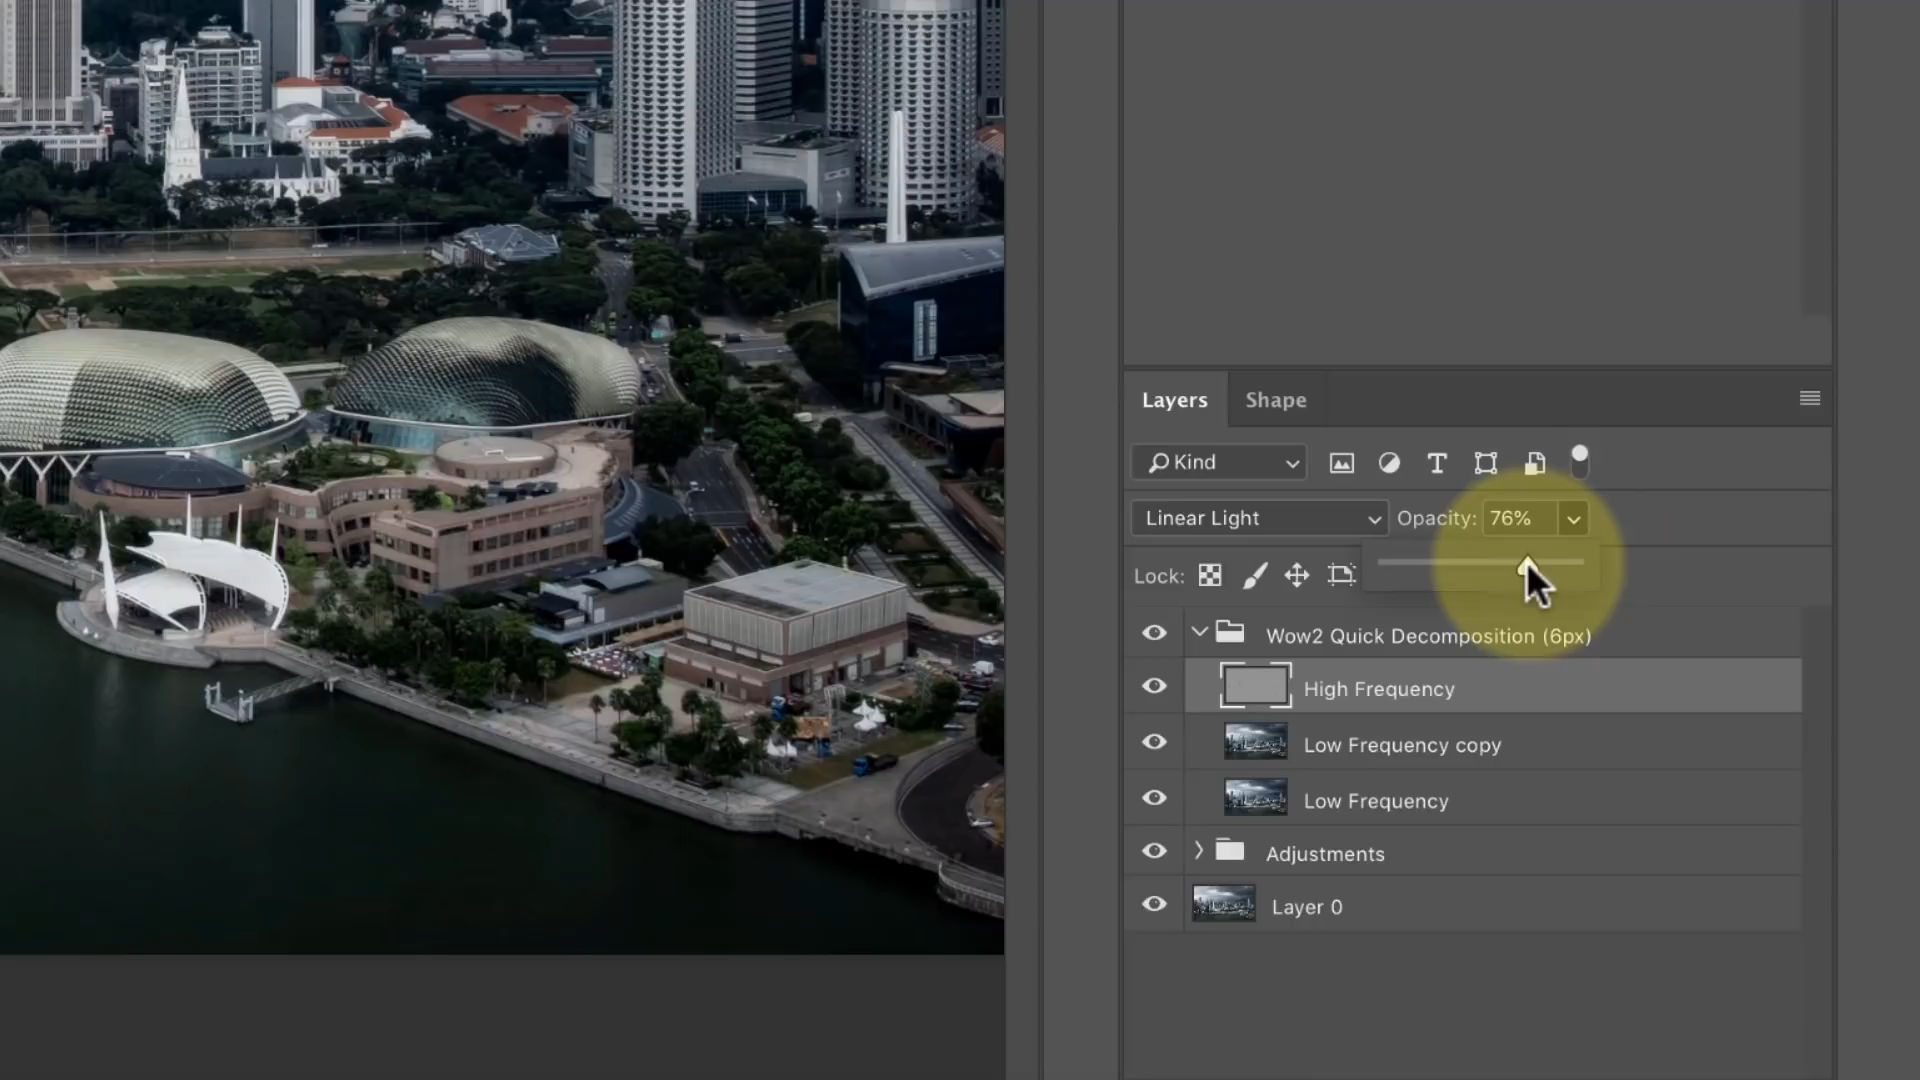 Layers Shape
Kind
Linear Light Opacity: 76%
Lock:
Wow2 Quick Decomposition (6px)
High Frequency
Low Frequency copy
Low Frequency
Adjustments
Layer 0